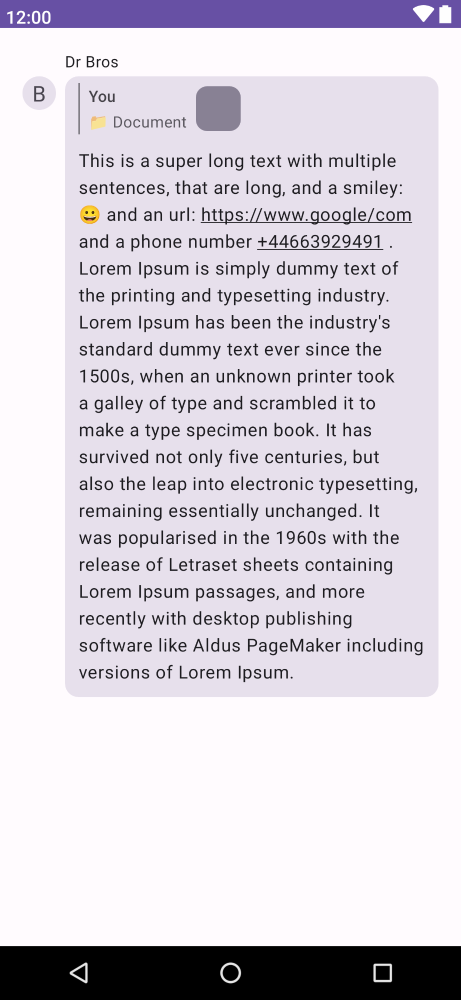 12:00
Dr Bros
B
You
📁 Document
This is a super long text with multiple
sentences, that are long, and a smiley:
😀 and an url: https://www.google/com
and a phone number +44663929491 .
Lorem Ipsum is simply dummy text of
the printing and typesetting industry.
Lorem Ipsum has been the industry's
standard dummy text ever since the
1500s, when an unknown printer took
a galley of type and scrambled it to
make a type specimen book. It has
survived not only five centuries, but
also the leap into electronic typesetting,
remaining essentially unchanged. It
was popularised in the 1960s with the
release of Letraset sheets containing
Lorem Ipsum passages, and more
recently with desktop publishing
software like Aldus PageMaker including
versions of Lorem Ipsum.